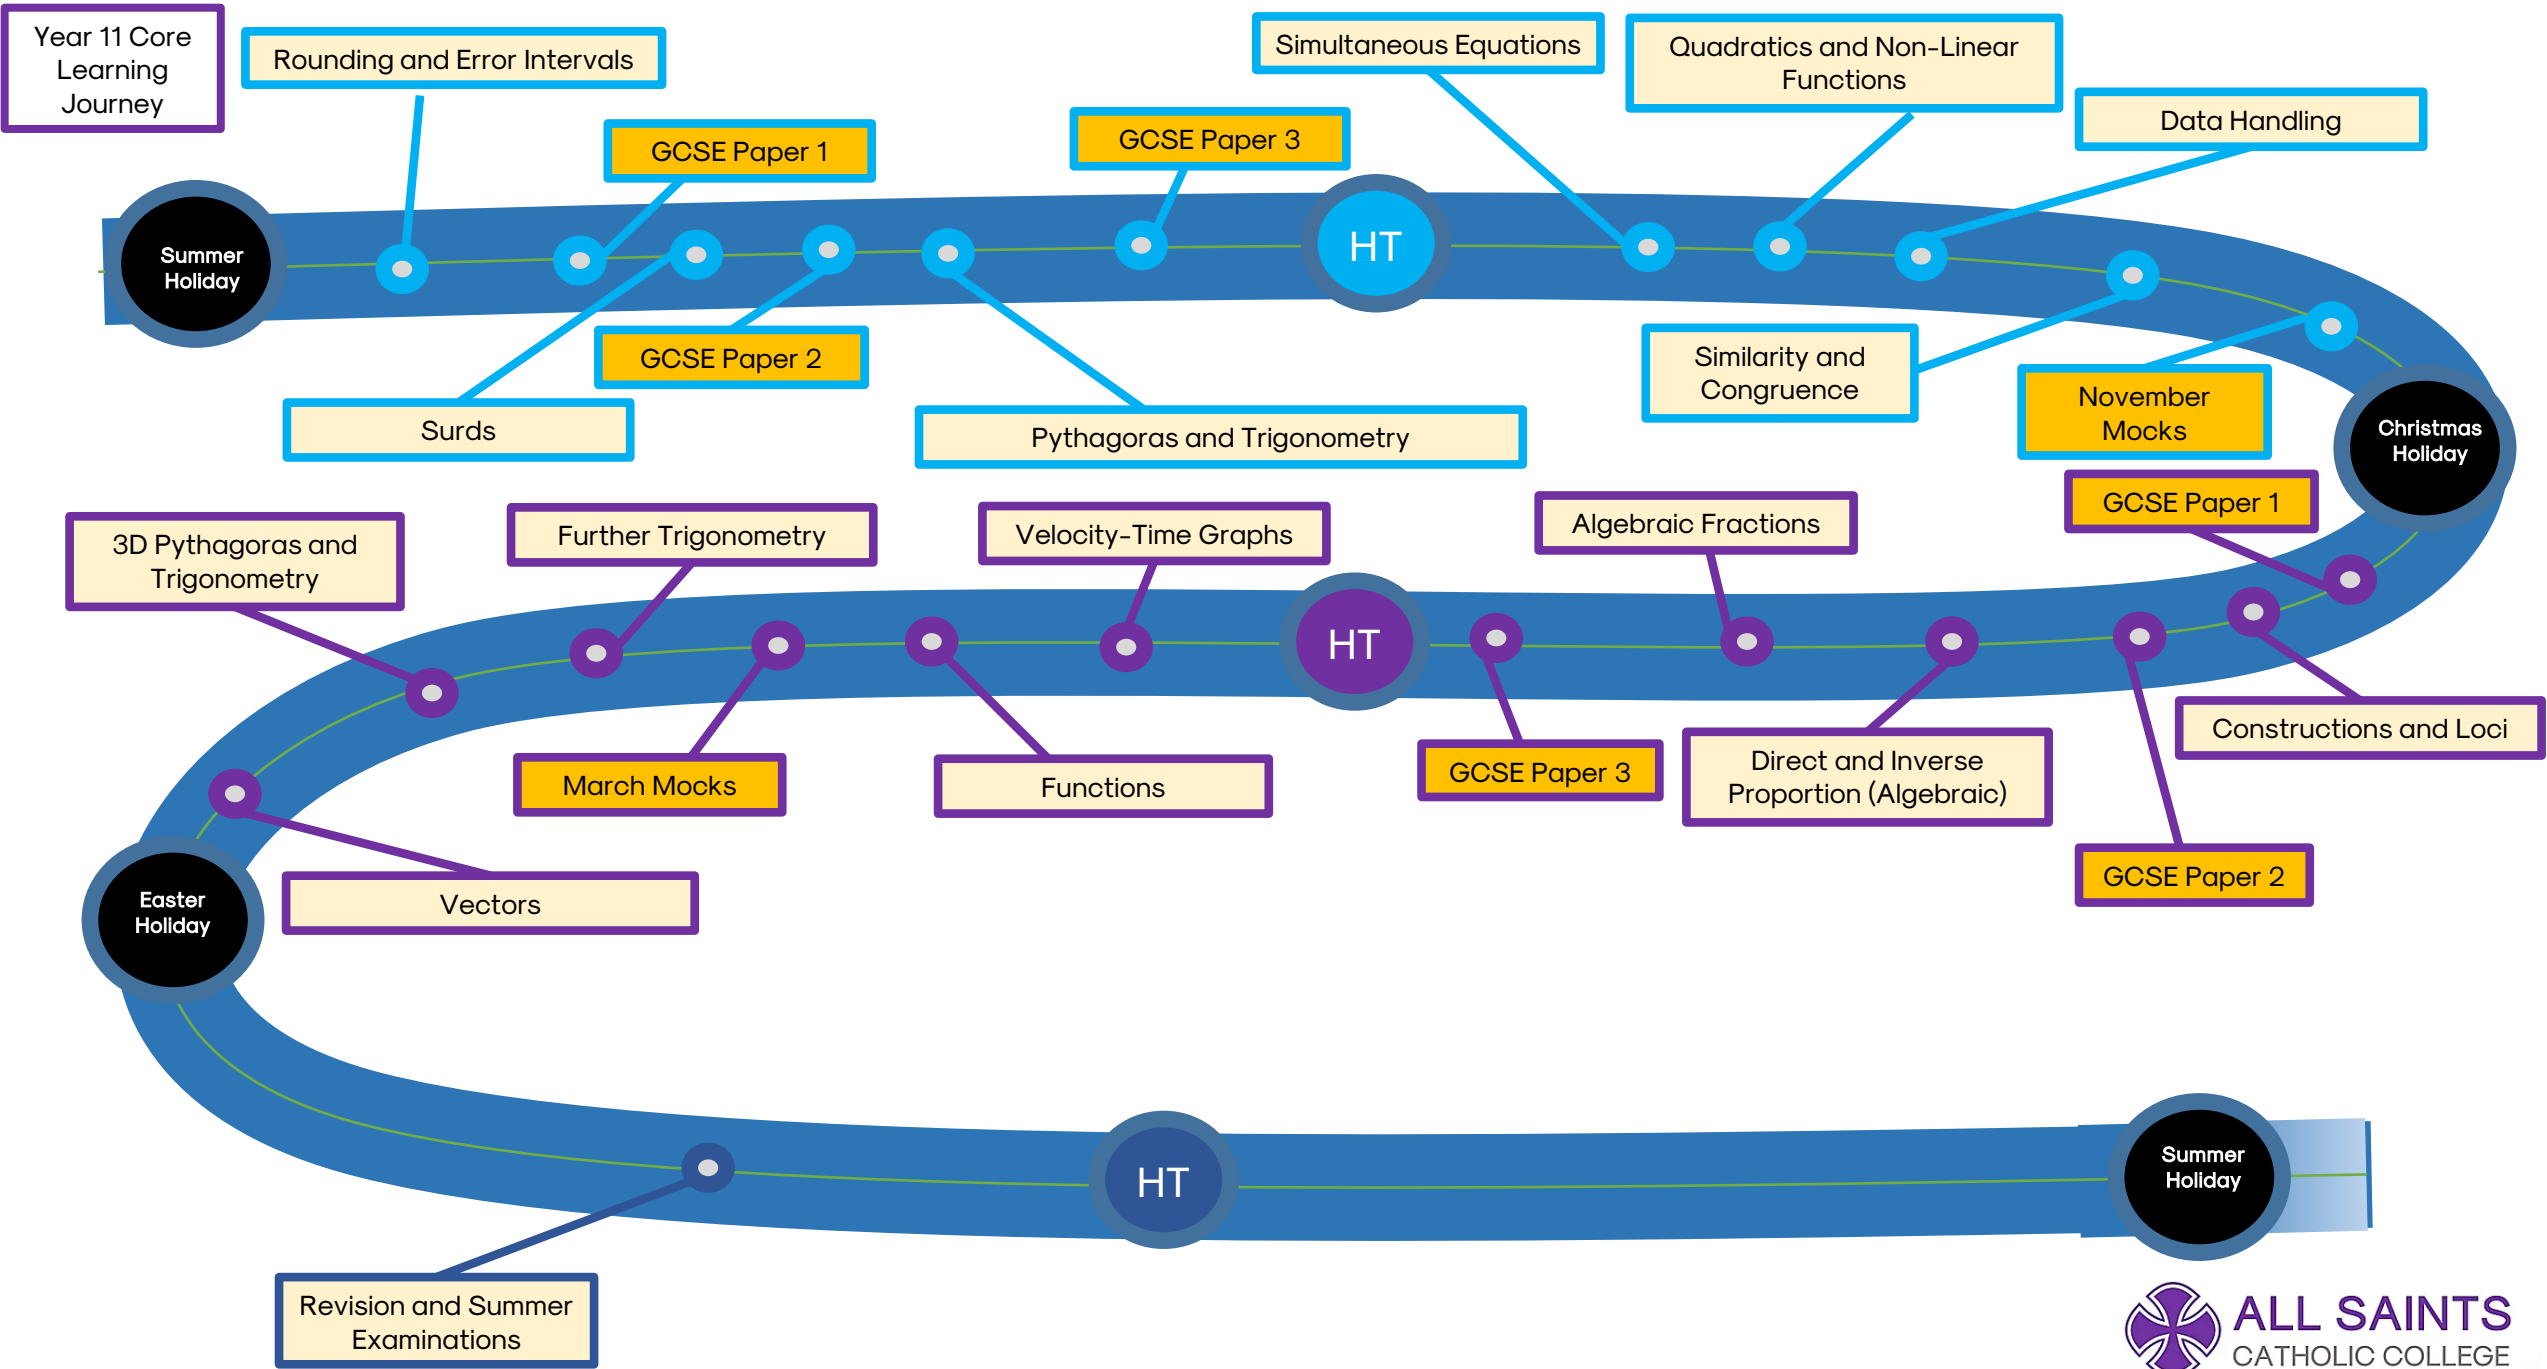 Year 11 Core
Learning
Journey
Rounding and Error Intervals
GCSE Paper 1
GCSE Paper 3
Simultaneous Equations
Quadratics and Non-Linear
Functions
Data Handling
Summer
Holiday
HT
GCSE Paper 2
Surds
Pythagoras and Trigonometry
Similarity and
Congruence
November
Mocks
Christmas
Holiday
3D Pythagoras and
Trigonometry
Further Trigonometry
Velocity-Time Graphs
Algebraic Fractions
GCSE Paper 1
HT
March Mocks
Functions
GCSE Paper 3
Direct and Inverse
Proportion (Algebraic)
Constructions and Loci
GCSE Paper 2
Easter
Holiday
Vectors
HT
Summer
Holiday
Revision and Summer
Examinations
ALL SAINTS
CATHOLIC COLLEGE